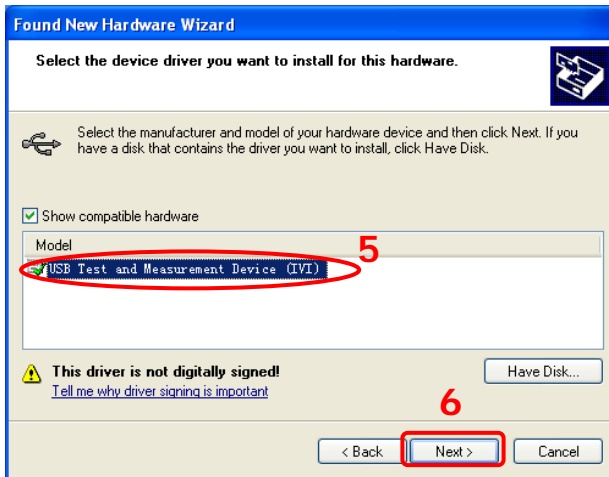 Found New Hardware Wizard
Select the device driver you want to install for this hardware.
Select the manufacturer and model of your hardware device and then click Next. If you
have a disk that contains the driver you want to install, click Have Disk.
Show compatible hardware
Model
5
USB Test and Measurement Device (IVI)
This driver is not digitally signed!
Have Disk...
Tell me why driver signing is important
6
< Back
Next >
Cancel